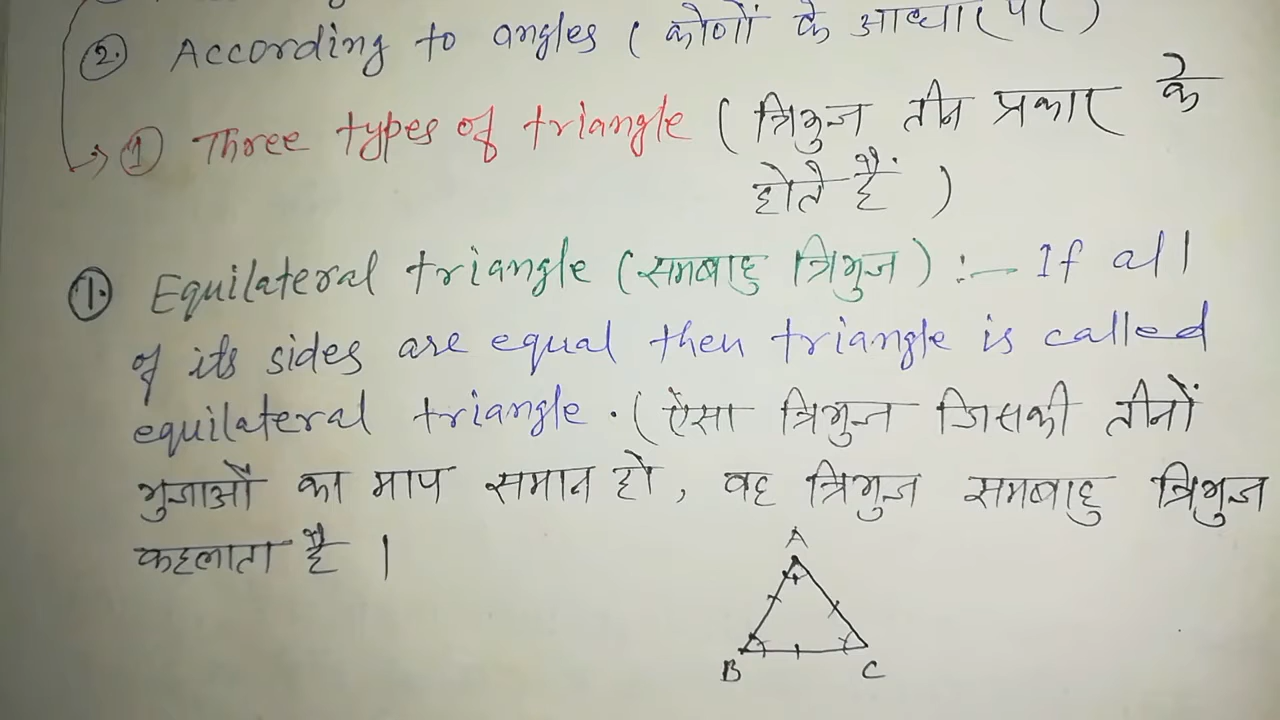 ② According to angles ( कोणों के आधार पर )
① Three types of triangle ( त्रिभुज तीन प्रकार के
होते हैं )
①. Equilateral triangle (समबाहु त्रिभुज) :- If all
of its sides are equal then triangle is called
equilateral triangle. ( ऐसा त्रिभुज जिसकी तीनों
भुजाओं का माप समान हो, वह त्रिभुज समबाहु त्रिभुज
कहलाता है ।
A
B C